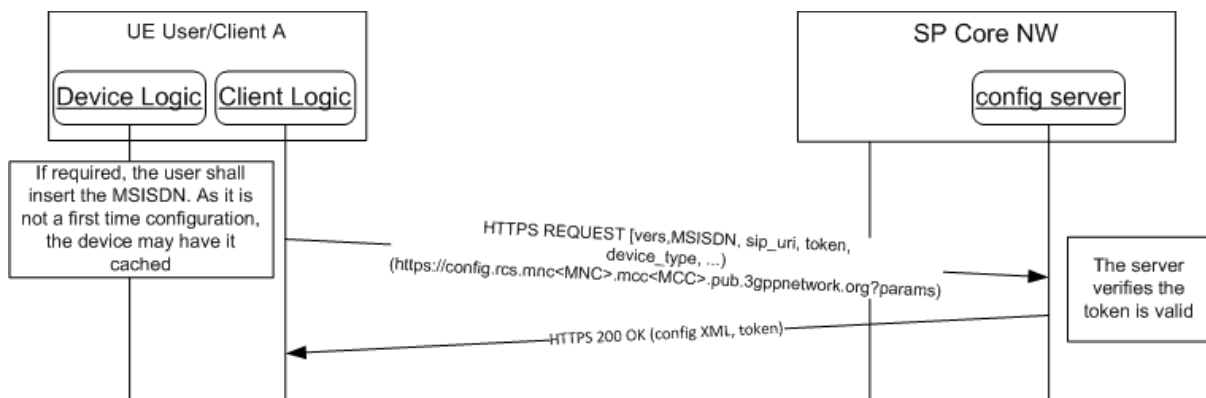 UE User/Client A
SP Core NW
Device Logic
Client Logic
config server
If required, the user shall
insert the MSISDN. As it is
not a first time configuration,
the device may have it
cached
HTTPS REQUEST [vers,MSISDN, sip_uri, token,
device_type, ...)
(https://config.rcs.mnc<MNC>.mcc<MCC>.pub.3gppnetwork.org?params)
The server
verifies the
token is valid
HTTPS 200 OK (config XML, token)